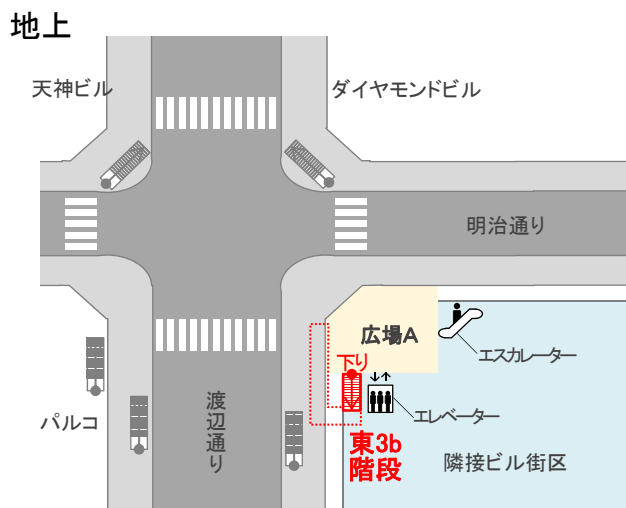 地上
天神ビル
ダイヤモンドビル
明治通り
広場A
エスカレーター
下り
エレベーター
パルコ
渡辺通り
東3b
階段
隣接ビル街区